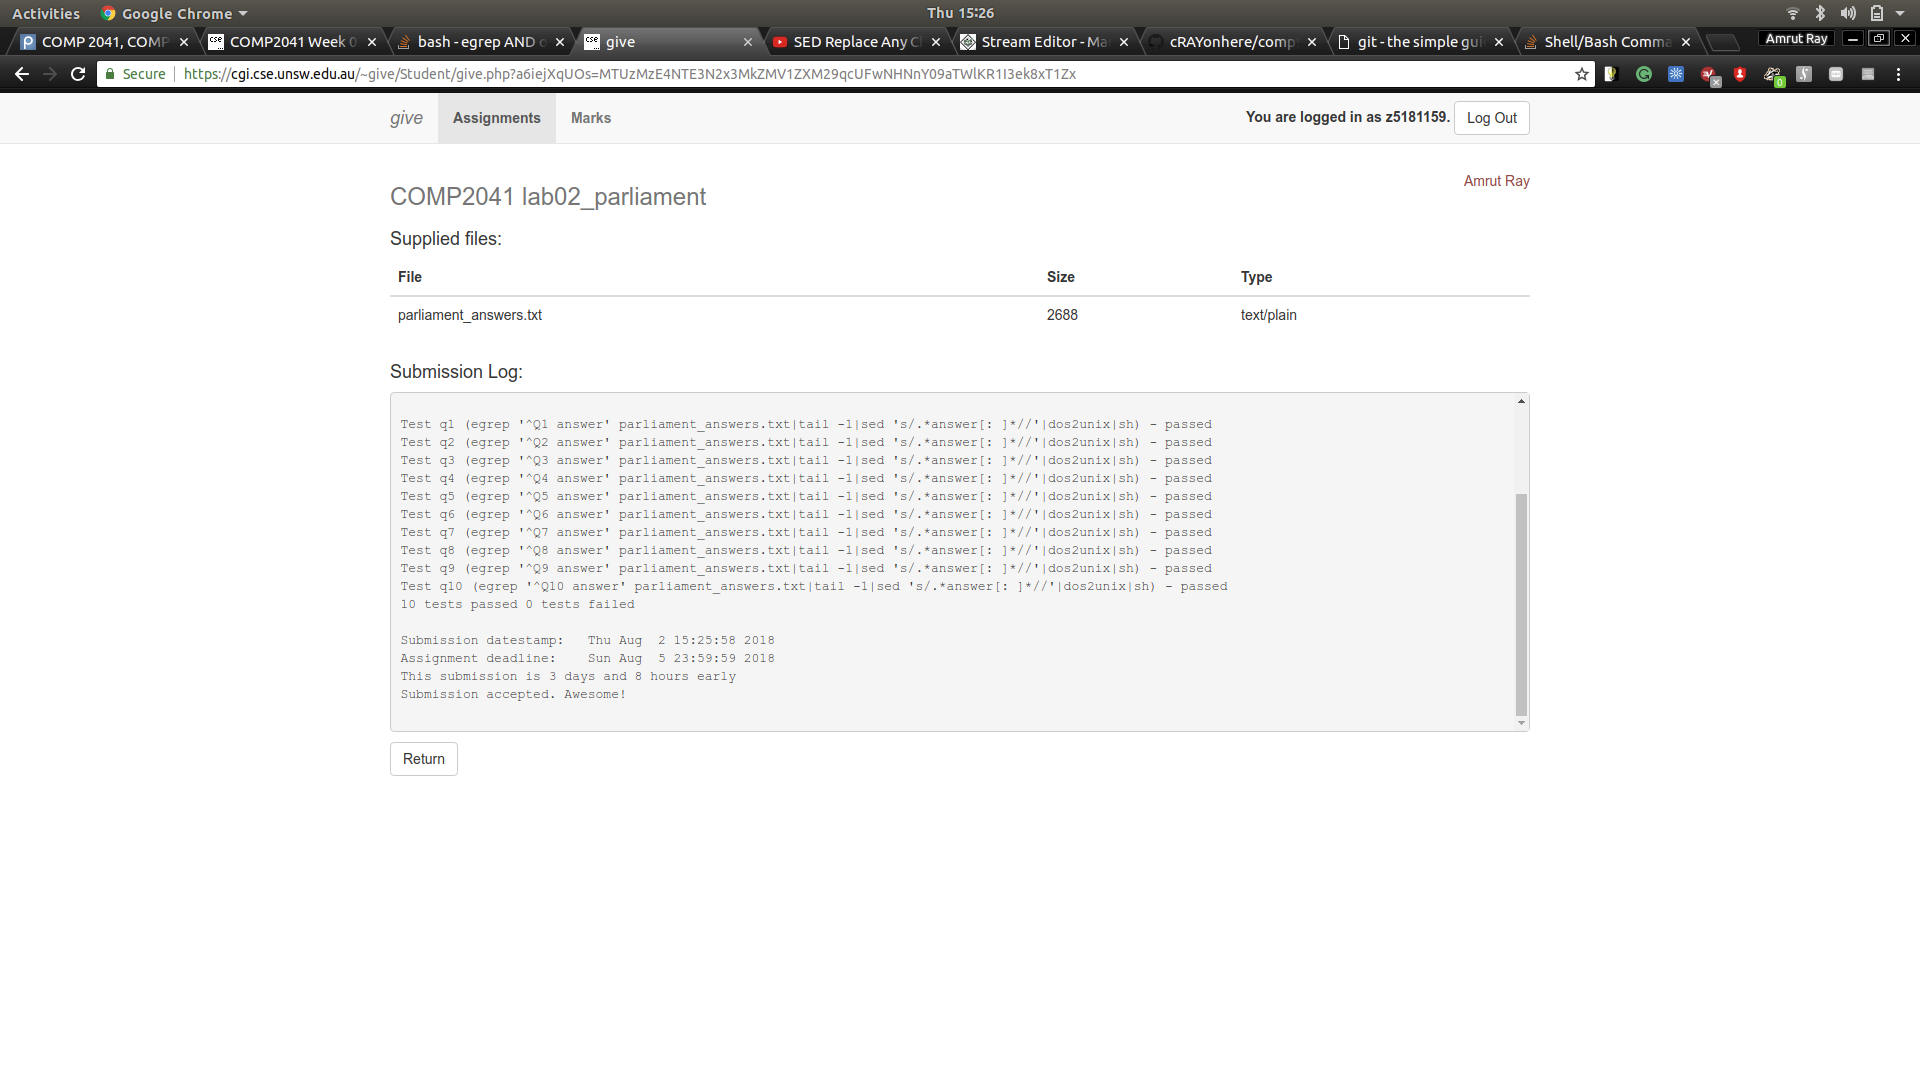 Activities Google Chrome Thu 15:26
COMP 2041, COMP COMP2041 Week 0 bash - egrep AND o give SED Replace Any C Stream Editor - Ma cRAYonhere/comp git - the simple gui Shell/Bash Comma Amrut Ray
Secure https://cgi.cse.unsw.edu.au/~give/Student/give.php?a6iejXqUOs=MTUzMzE4NTE3N2x3MkZMV1ZXM29qcUFwNHNnY09aTWlKR1I3ek8xT1Zx
give Assignments Marks You are logged in as z5181159. Log Out
Amrut Ray
COMP2041 lab02_parliament
Supplied files:
File Size Type
parliament_answers.txt 2688 text/plain
Submission Log:
Test q1 (egrep '^Q1 answer' parliament_answers.txt|tail -1|sed 's/.*answer[: ]*//'|dos2unix|sh) - passed
Test q2 (egrep '^Q2 answer' parliament_answers.txt|tail -1|sed 's/.*answer[: ]*//'|dos2unix|sh) - passed
Test q3 (egrep '^Q3 answer' parliament_answers.txt|tail -1|sed 's/.*answer[: ]*//'|dos2unix|sh) - passed
Test q4 (egrep '^Q4 answer' parliament_answers.txt|tail -1|sed 's/.*answer[: ]*//'|dos2unix|sh) - passed
Test q5 (egrep '^Q5 answer' parliament_answers.txt|tail -1|sed 's/.*answer[: ]*//'|dos2unix|sh) - passed
Test q6 (egrep '^Q6 answer' parliament_answers.txt|tail -1|sed 's/.*answer[: ]*//'|dos2unix|sh) - passed
Test q7 (egrep '^Q7 answer' parliament_answers.txt|tail -1|sed 's/.*answer[: ]*//'|dos2unix|sh) - passed
Test q8 (egrep '^Q8 answer' parliament_answers.txt|tail -1|sed 's/.*answer[: ]*//'|dos2unix|sh) - passed
Test q9 (egrep '^Q9 answer' parliament_answers.txt|tail -1|sed 's/.*answer[: ]*//'|dos2unix|sh) - passed
Test q10 (egrep '^Q10 answer' parliament_answers.txt|tail -1|sed 's/.*answer[: ]*//'|dos2unix|sh) - passed
10 tests passed 0 tests failed
Submission datestamp: Thu Aug 2 15:25:58 2018
Assignment deadline: Sun Aug 5 23:59:59 2018
This submission is 3 days and 8 hours early
Submission accepted. Awesome!
Return